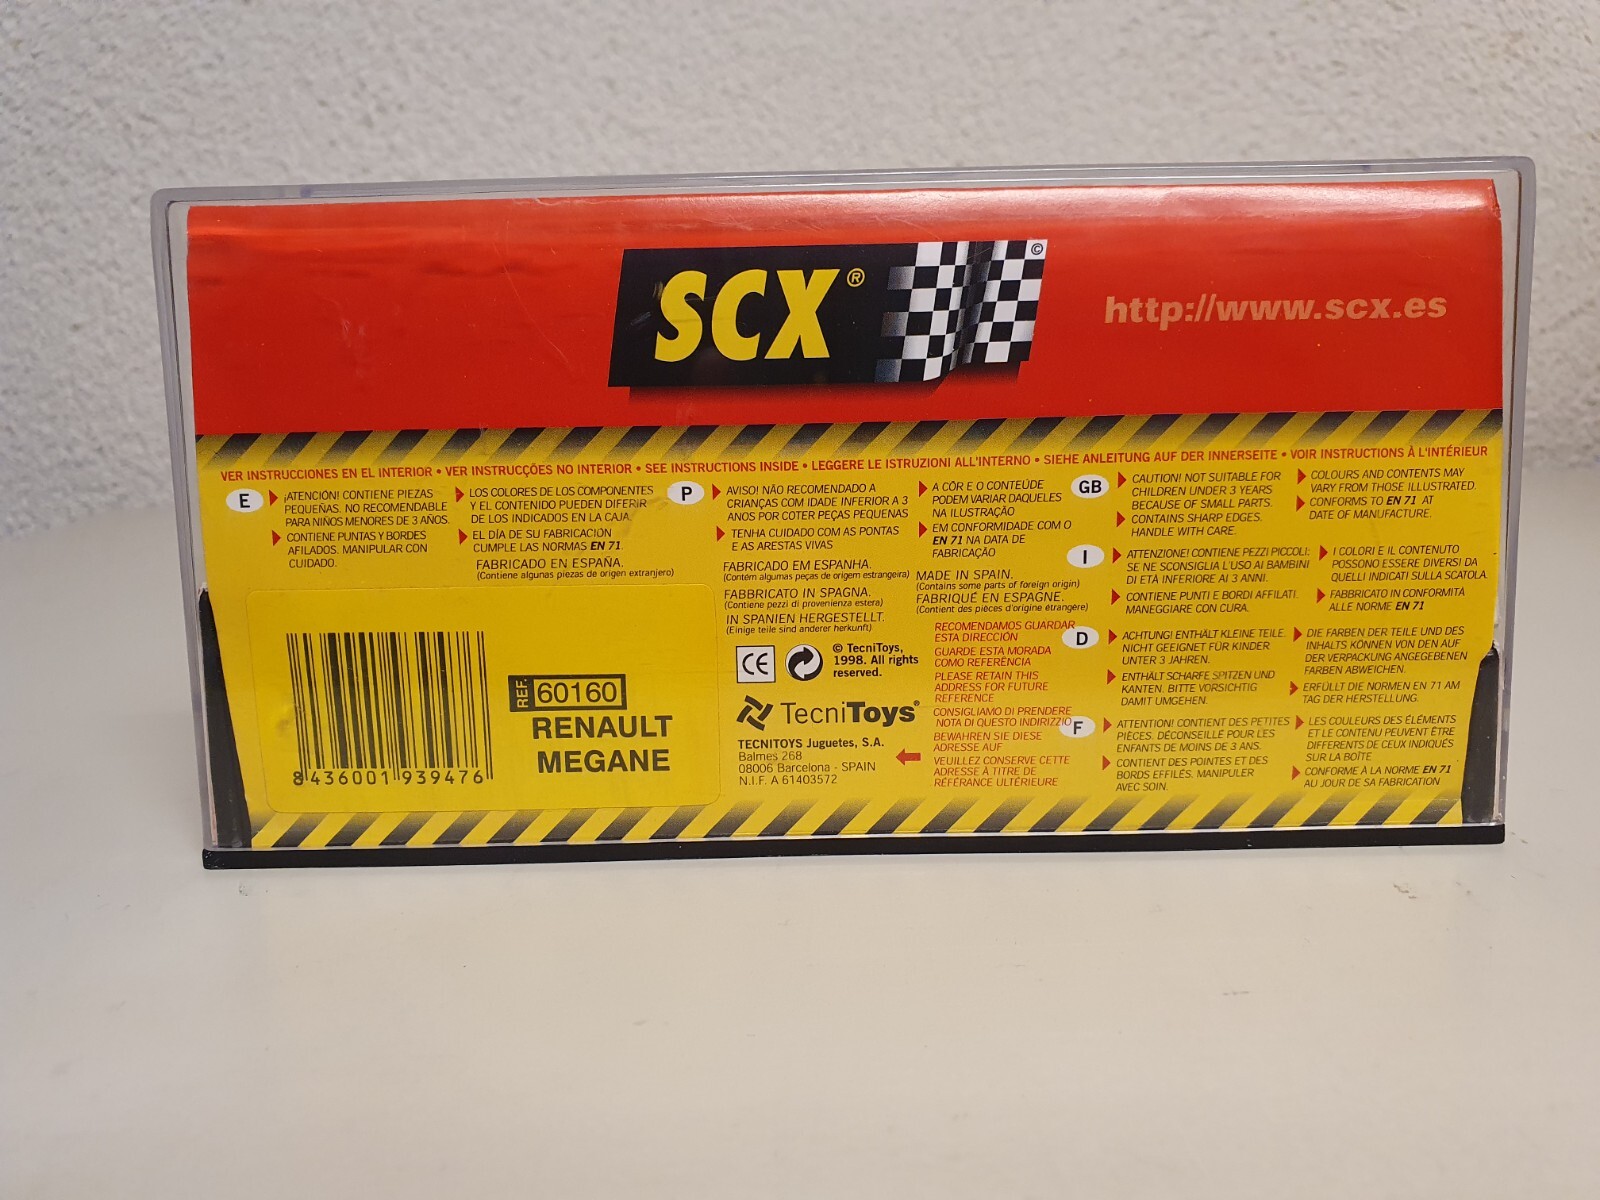 SCX®
©
http://www.scx.es
VER INSTRUCCIONES EN EL INTERIOR • VER INSTRUCÇÕES NO INTERIOR • SEE INSTRUCTIONS INSIDE • LEGGERE LE ISTRUZIONI ALL'INTERNO • SIEHE ANLEITUNG AUF DER INNERSEITE • VOIR INSTRUCTIONS À L'INTÉRIEUR
E
¡ATENCIÓN! CONTIENE PIEZAS
PEQUEÑAS. NO RECOMENDABLE
PARA NIÑOS MENORES DE 3 AÑOS.
CONTIENE PUNTAS Y BORDES
AFILADOS. MANIPULAR CON
CUIDADO.
LOS COLORES DE LOS COMPONENTES
Y EL CONTENIDO PUEDEN DIFERIR
DE LOS INDICADOS EN LA CAJA.
EL DÍA DE SU FABRICACIÓN
CUMPLE LAS NORMAS EN 71.
FABRICADO EN ESPAÑA.
(Contiene algunas piezas de origen extranjero)
P
AVISO! NÃO RECOMENDADO A
CRIANÇAS COM IDADE INFERIOR A 3
ANOS POR COTER PEÇAS PEQUENAS
TENHA CUIDADO COM AS PONTAS
E AS ARESTAS VIVAS
A CÔR E O CONTEÚDE
PODEM VARIAR DAQUELES
NA ILUSTRAÇÃO
EM CONFORMIDADE COM O
EN 71 NA DATA DE
FABRICAÇÃO
FABRICADO EM ESPANHA.
(Contém algumas peças de origem estrangeira)
FABBRICATO IN SPAGNA.
(Contiene pezzi di provenienza estera)
IN SPANIEN HERGESTELLT.
(Einige teile sind anderer herkunft)
MADE IN SPAIN.
(Contains some parts of foreign origin)
FABRIQUÉ EN ESPAGNE.
(Contient des pièces d'origine étrangère)
GB
CAUTION! NOT SUITABLE FOR
CHILDREN UNDER 3 YEARS
BECAUSE OF SMALL PARTS.
CONTAINS SHARP EDGES.
HANDLE WITH CARE.
COLOURS AND CONTENTS MAY
VARY FROM THOSE ILLUSTRATED.
CONFORMS TO EN 71 AT
DATE OF MANUFACTURE.
I
ATTENZIONE! CONTIENE PEZZI PICCOLI:
SE NE SCONSIGLIA L'USO AI BAMBINI
DI ETÀ INFERIORE AI 3 ANNI.
CONTIENE PUNTI E BORDI AFFILATI.
MANEGGIARE CON CURA.
I COLORI E IL CONTENUTO
POSSONO ESSERE DIVERSI DA
QUELLI INDICATI SULLA SCATOLA.
FABBRICATO IN CONFORMITÀ
ALLE NORME EN 71
D
ACHTUNG! ENTHÄLT KLEINE TEILE.
NICHT GEEIGNET FÜR KINDER
UNTER 3 JAHREN.
ENTHÄLT SCHARFE SPITZEN UND
KANTEN. BITTE VORSICHTIG
DAMIT UMGEHEN.
DIE FARBEN DER TEILE UND DES
INHALTS KÖNNEN VON DEN AUF
DER VERPACKUNG ANGEGEBENEN
FARBEN ABWEICHEN.
ERFÜLLT DIE NORMEN EN 71 AM
TAG DER HERSTELLUNG.
F
ATTENTION! CONTIENT DES PETITES
PIÈCES. DÉCONSEILLÉ POUR LES
ENFANTS DE MOINS DE 3 ANS.
CONTIENT DES POINTES ET DES
BORDS EFFILÉS. MANIPULER
AVEC SOIN.
LES COULEURS DES ÉLÉMENTS
ET LE CONTENU PEUVENT ÊTRE
DIFFERENTS DE CEUX INDIQUÉS
SUR LA BOÎTE
CONFORME À LA NORME EN 71
AU JOUR DE SA FABRICATION
CE
© TecniToys,
1998. All rights
reserved.
TecniToys®
TECNITOYS Juguetes, S.A.
Balmes 268
08006 Barcelona - SPAIN
N.I.F. A 61403572
RECOMENDAMOS GUARDAR
ESTA DIRECCIÓN
GUARDE ESTA MORADA
COMO REFERÊNCIA
PLEASE RETAIN THIS
ADDRESS FOR FUTURE
REFERENCE
CONSIGLIAMO DI PRENDERE
NOTA DI QUESTO INDIRIZZIO
BEWAHREN SIE DIESE
ADRESSE AUF
VEUILLEZ CONSERVE CETTE
ADRESSE À TITRE DE
RÉFÉRANCE ULTÉRIEURE
REF. 60160
RENAULT
MEGANE
8 436001 939476